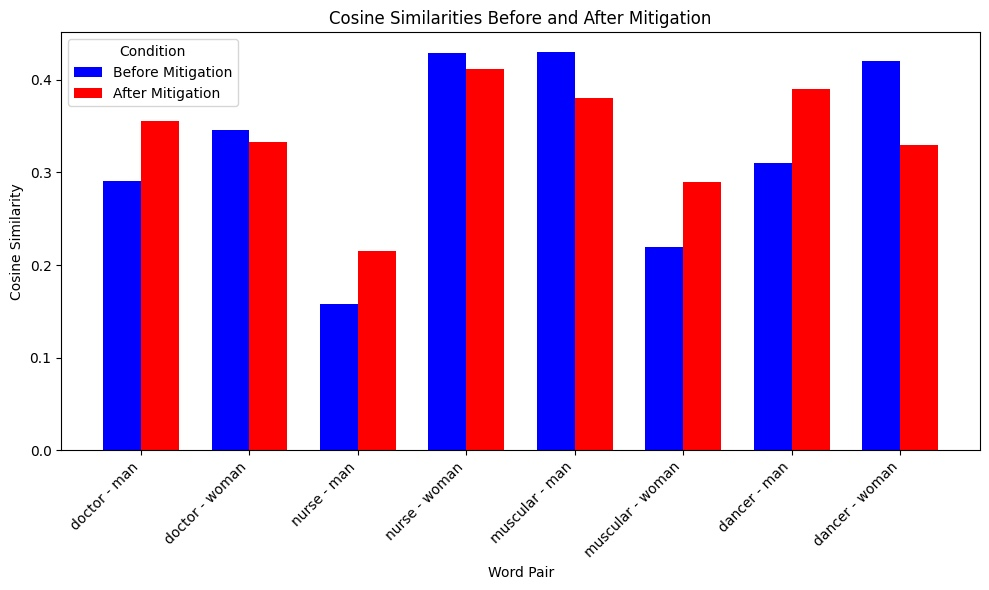 Cosine Similarities Before and After Mitigation
Condition
Before Mitigation
After Mitigation
Cosine Similarity
0.4
0.3
0.2
0.1
0.0
doctor - man
doctor - woman
nurse - man
nurse - woman
muscular - man
muscular - woman
dancer - man
dancer - woman
Word Pair